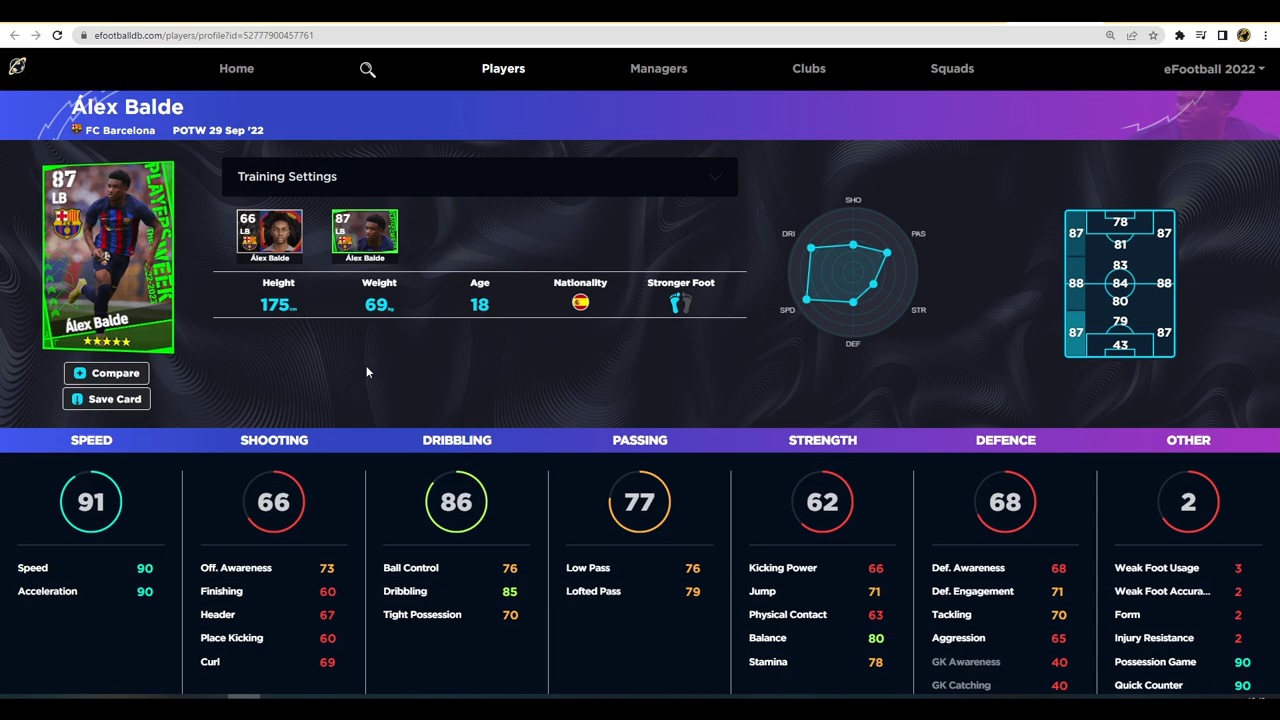 efootballdb.com/players/profile?id=52777900457761
Home Players Managers Clubs Squads eFootball 2022
Álex Balde
FC Barcelona POTW 29 Sep '22
87
LB
PLAYER OF THE WEEK
Álex Balde
★★★★★
Compare
Save Card
Training Settings
66
LB
Álex Balde
87
LB
Álex Balde
Height Weight Age Nationality Stronger Foot
175cm 69kg 18
SHO
DRI PAS
SPD STR
DEF
78
87 87
81
83
88 84 88
80
79
87 87
43
SPEED SHOOTING DRIBBLING PASSING STRENGTH DEFENCE OTHER
91 66 86 77 62 68 2
Speed 90 Off. Awareness 73 Ball Control 76 Low Pass 76 Kicking Power 66 Def. Awareness 68 Weak Foot Usage 3
Acceleration 90 Finishing 60 Dribbling 85 Lofted Pass 79 Jump 71 Def. Engagement 71 Weak Foot Accura... 2
Header 67 Tight Possession 70 Physical Contact 63 Tackling 70 Form 2
Place Kicking 60 Balance 80 Aggression 65 Injury Resistance 2
Curl 69 Stamina 78 GK Awareness 40 Possession Game 90
GK Catching 40 Quick Counter 90